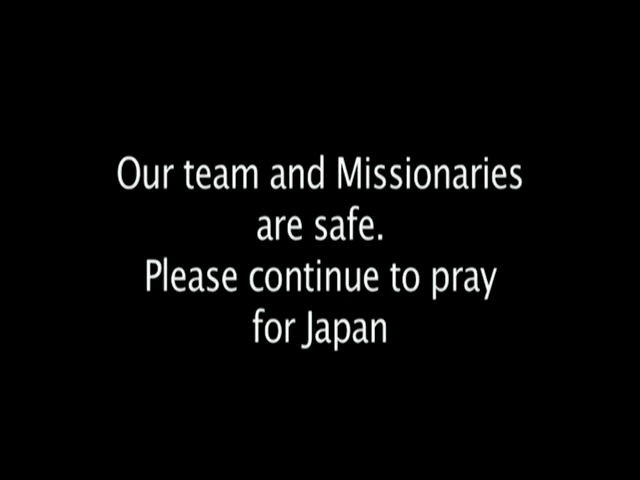 Our team and Missionaries
are safe.
Please continue to pray
for Japan